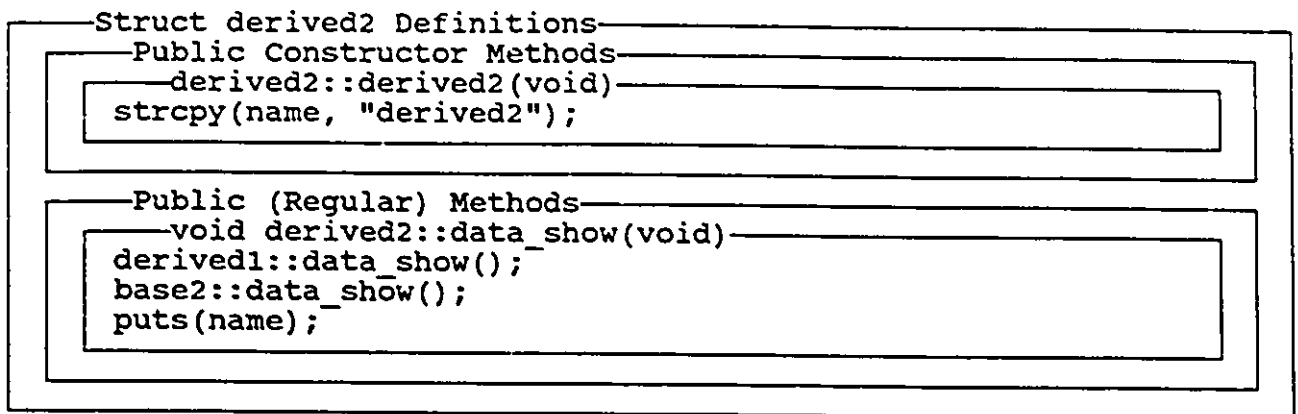 Struct derived2 Definitions
Public Constructor Methods
derived2::derived2(void)
strcpy(name, "derived2");
Public (Regular) Methods
void derived2::data_show(void)
derived1::data_show();
base2::data_show();
puts(name);